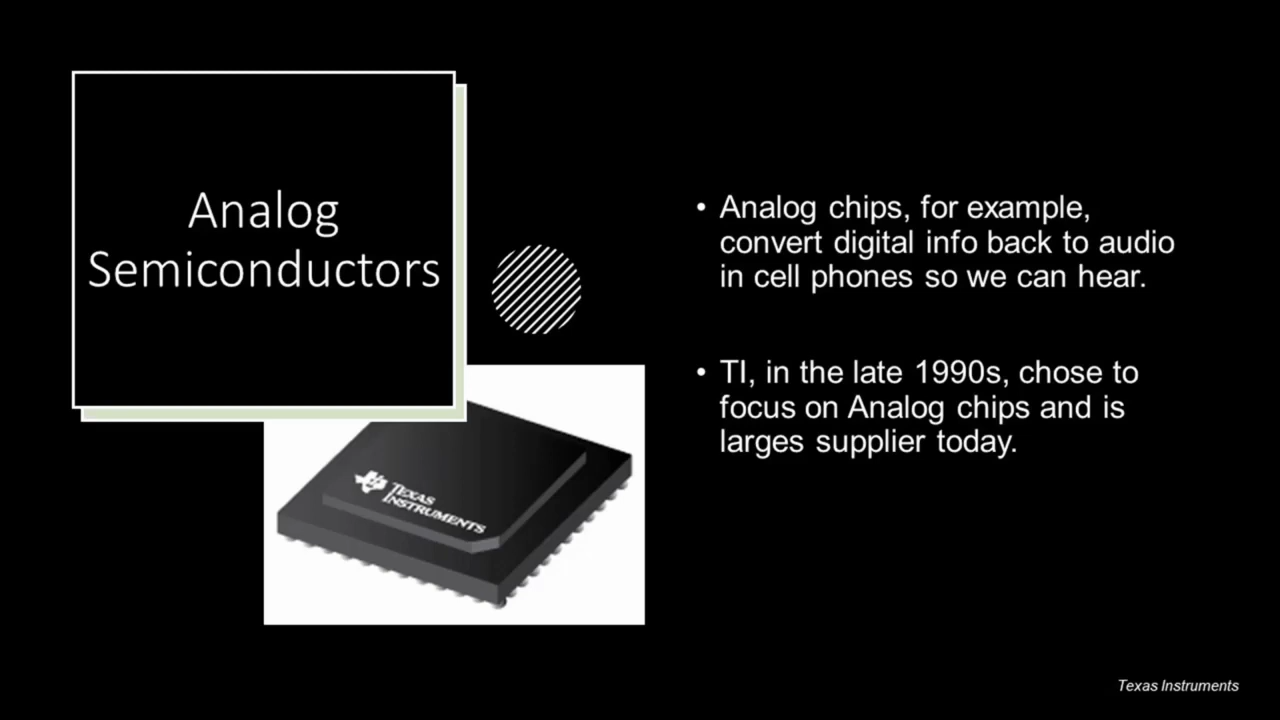 Analog
Semiconductors
• Analog chips, for example,
convert digital info back to audio
in cell phones so we can hear.
• TI, in the late 1990s, chose to
focus on Analog chips and is
larges supplier today.
TEXAS
INSTRUMENTS
Texas Instruments